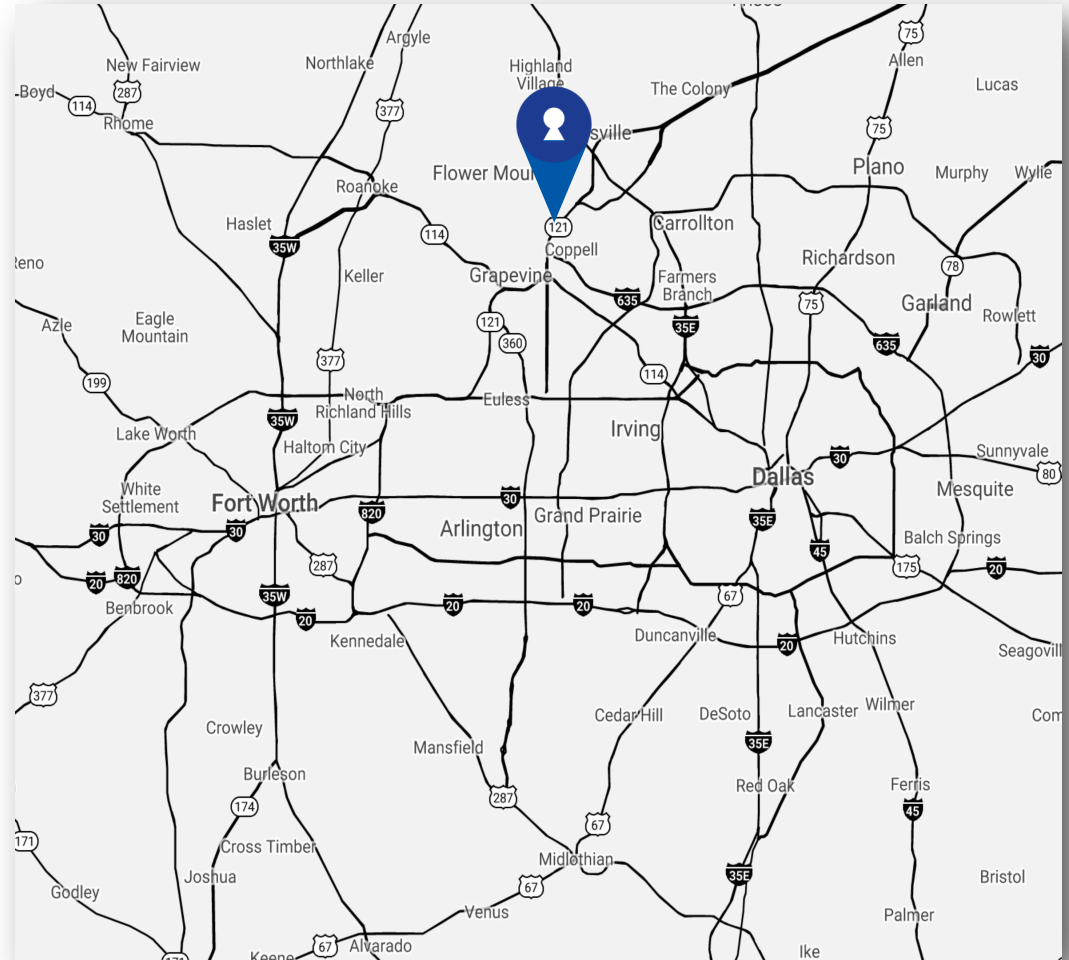 Argyle
75
New Fairview
Northlake
Highland
Village
Allen
287
The Colony
Lucas
Boyd
114
377
Rhome
sville
75
Flower Mou
Plano
Murphy
Wylie
Roanoke
Haslet
114
121
Carrollton
35W
Coppell
Richardson
78
Grapevine
Keller
Farmers
Branch
635
75
Garland
Rowlett
Azle
Eagle
Mountain
121
35E
360
635
30
377
114
199
North
Richland Hills
Euless
35W
Lake Worth
Haltom City
Irving
30
Sunnyvale
80
White
Settlement
Fort Worth
Dallas
Mesquite
30
820
Arlington
Grand Prairie
35E
30
30
45
Balch Springs
287
175
20
20
820
35W
67
Benbrook
20
20
20
Kennedale
Duncanville
20
Hutchins
Seagovil
377
Crowley
Cedar Hill
DeSoto
Lancaster
Wilmer
Mansfield
35E
Burleson
Red Oak
Ferris
174
287
45
171
67
Cross Timber
Midlothian
Joshua
35E
Bristol
Godley
67
Venus
Palmer
67
Alvarado
Ike
Keene